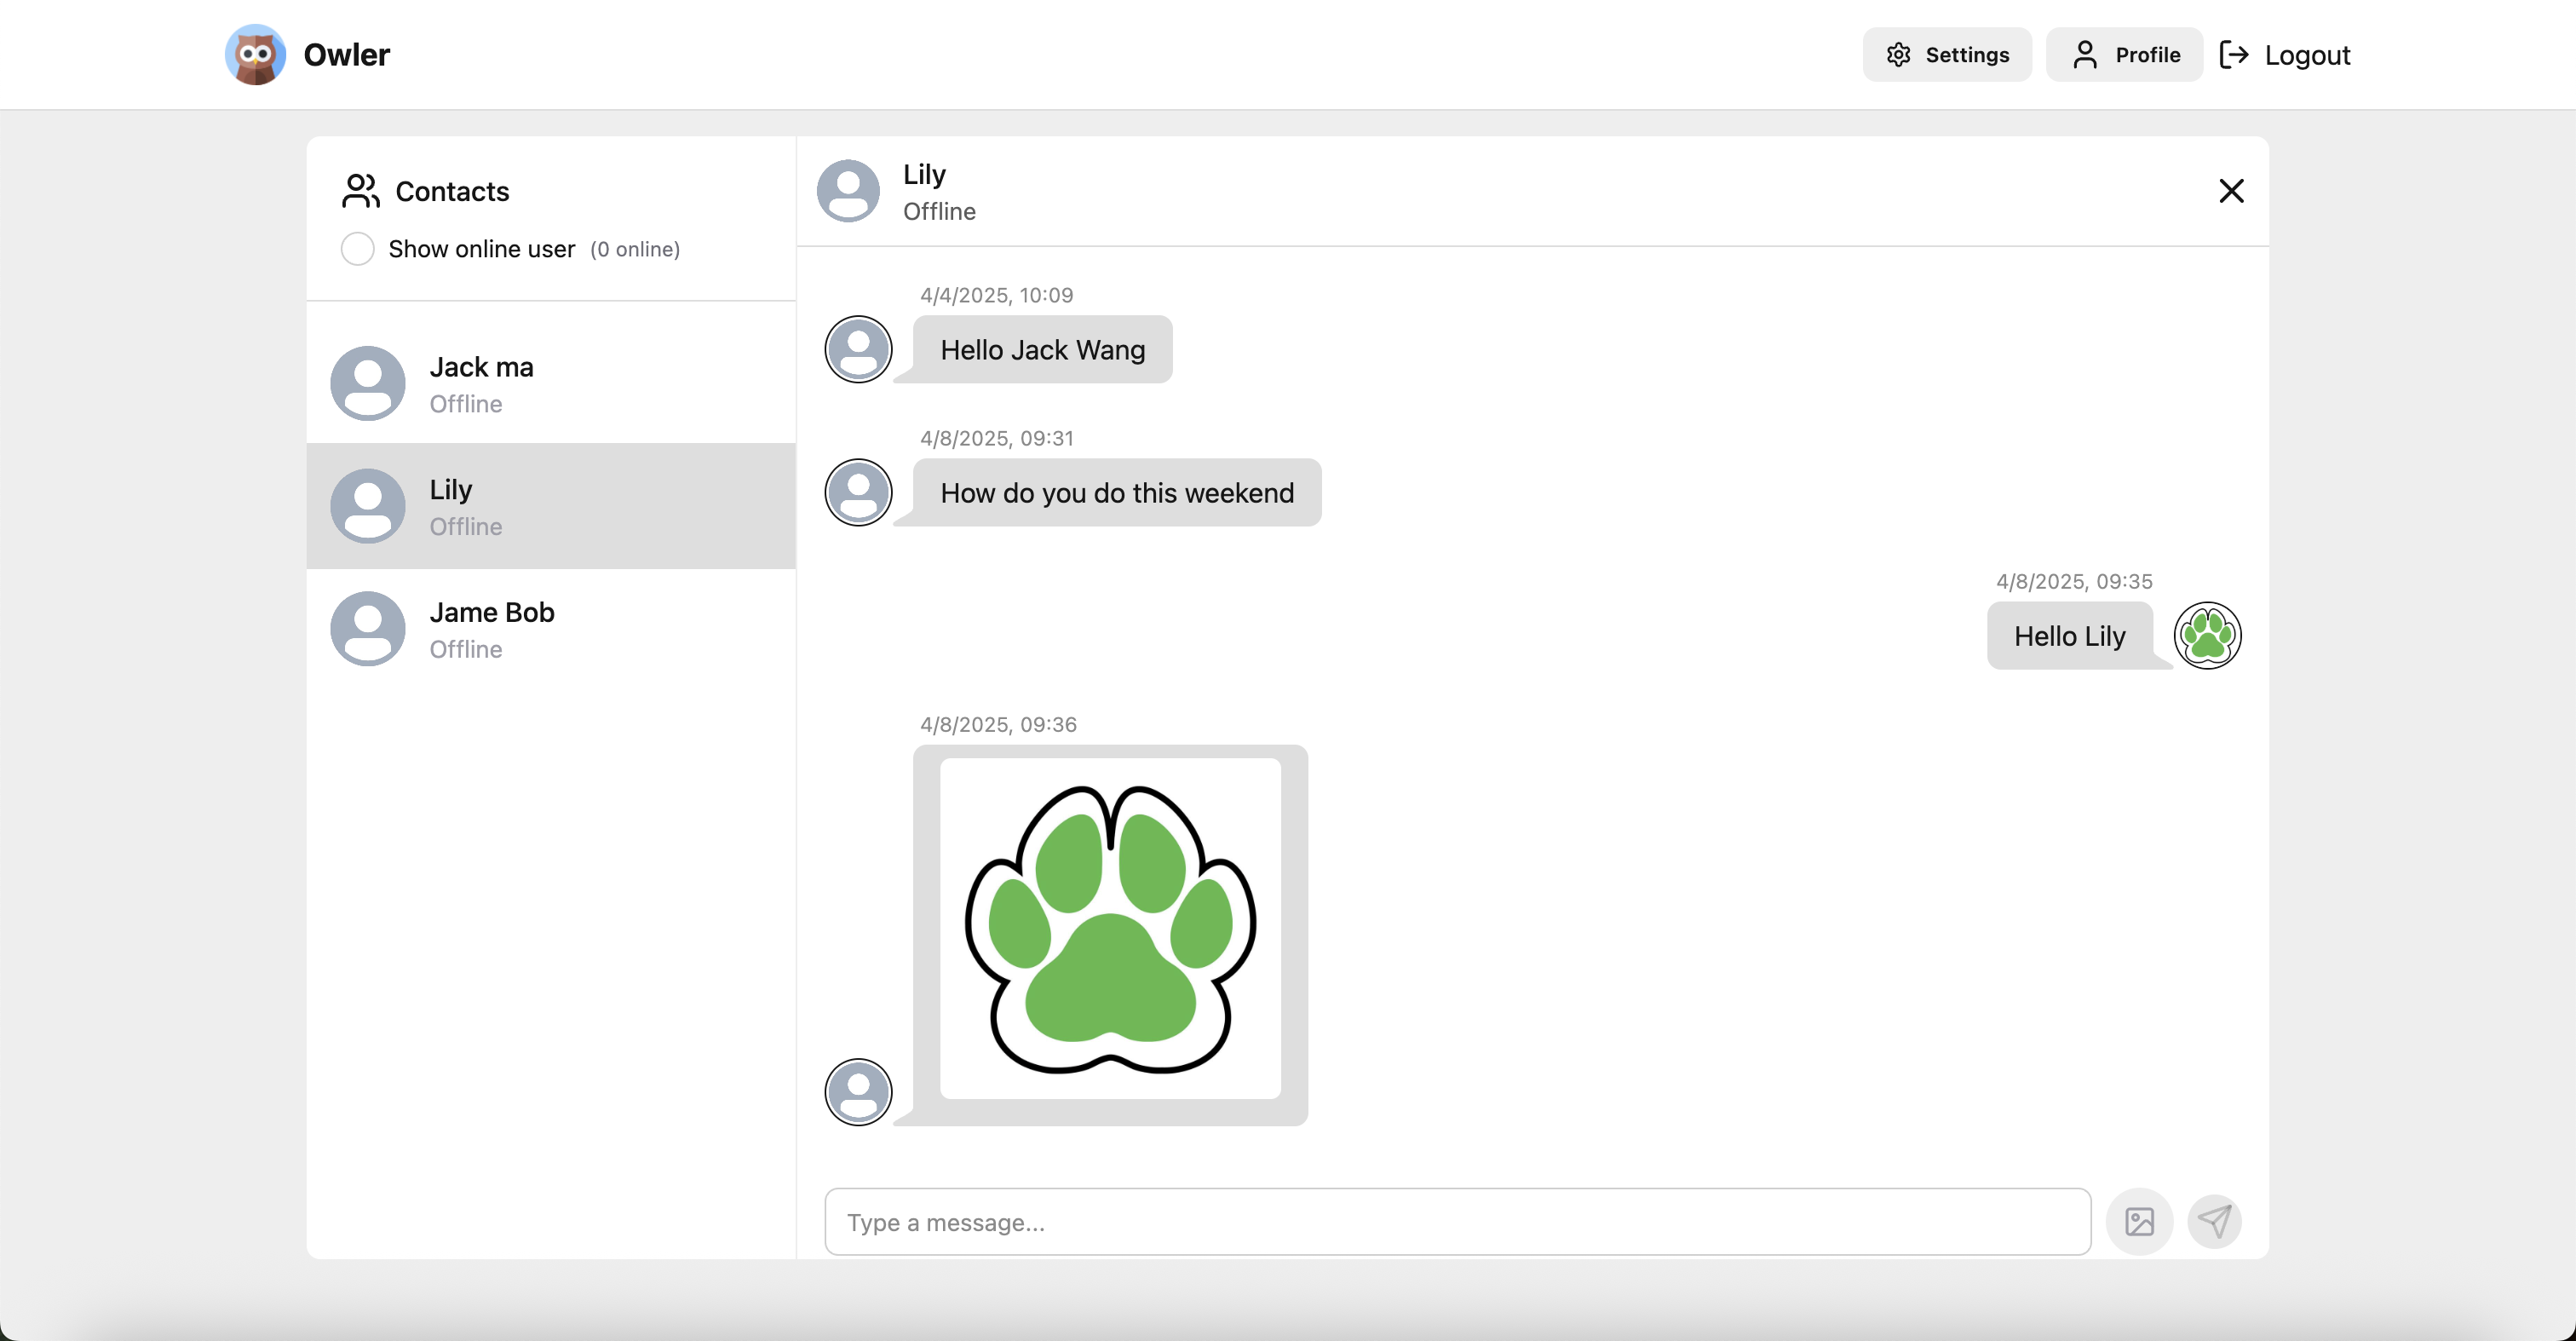 Owler
Settings
Profile
Logout
Contacts
Show online user (0 online)
Jack ma
Offline
Lily
Offline
Jame Bob
Offline
Lily
Offline
4/4/2025, 10:09
Hello Jack Wang
4/8/2025, 09:31
How do you do this weekend
4/8/2025, 09:35
Hello Lily
4/8/2025, 09:36
Type a message...